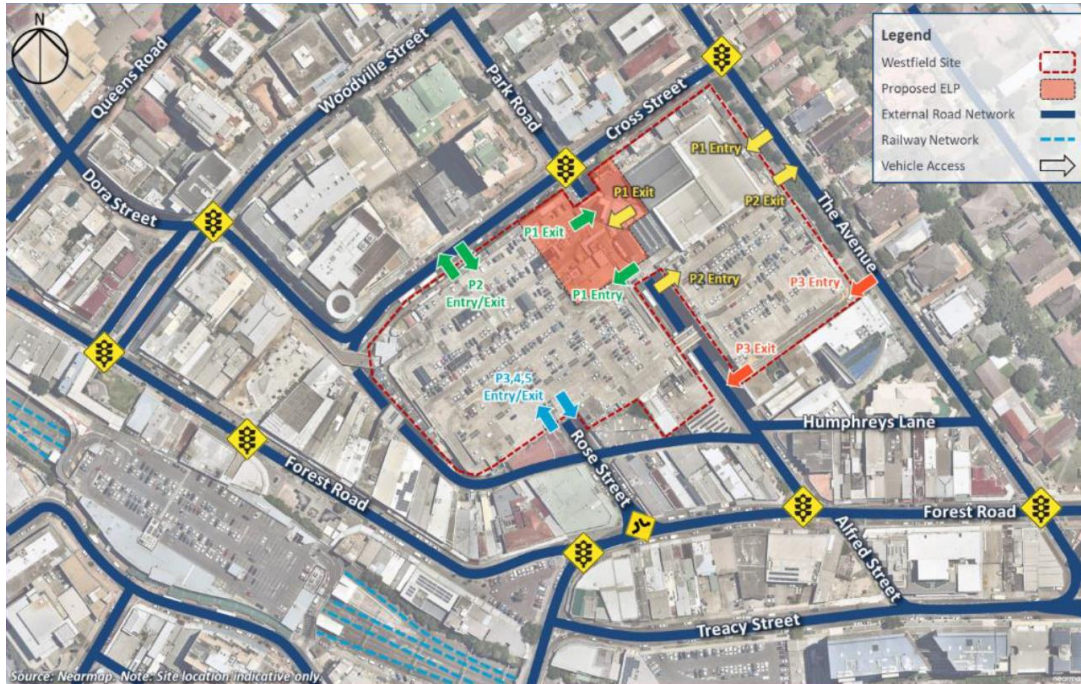 N
Queens Road
Woodville Street
Park Road
Cross Street
Dora Street
The Avenue
Legend
Westfield Site
Proposed ELP
External Road Network
Railway Network
Vehicle Access
P1 Entry
P2 Exit
P1 Exit
P1 Exit
P2
Entry/Exit
P1 Entry
P2 Entry
P3 Entry
P3 Exit
P3,4,5
Entry/Exit
Rose Street
Humphreys Lane
Forest Road
Forest Road
Alfred Street
Treacy Street
Source: Nearmap. Note: Site location indicative only.